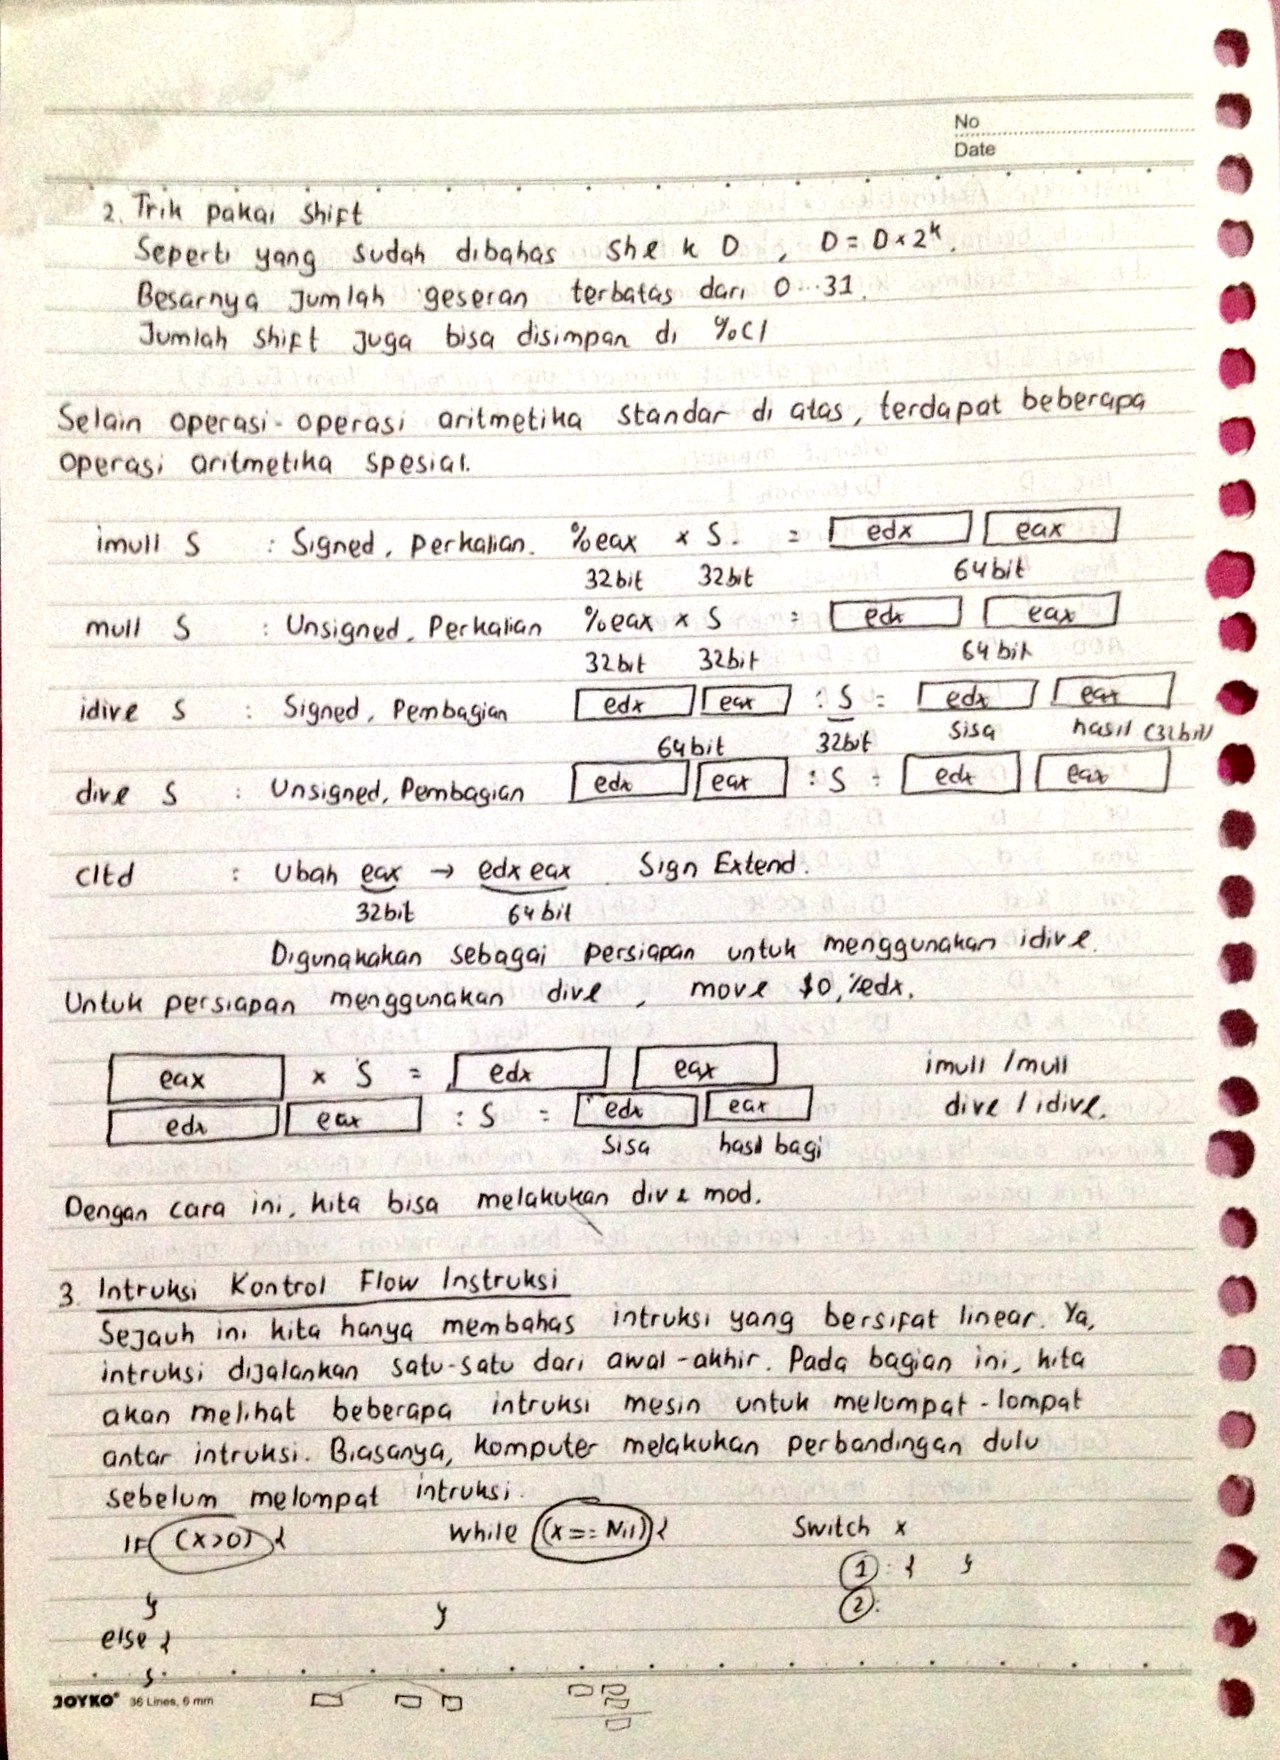 No
Date
2. Trik pakai shift
Seperti yang sudah dibahas shll k D , D = D × 2^k.
Besarnya jumlah geseran terbatas dari 0...31.
Jumlah shift juga bisa disimpan di %cl
Selain operasi-operasi aritmetika standar di atas, terdapat beberapa
operasi aritmetika spesial.
imull S : Signed, perkalian. %eax × S. = edx eax
32bit 32bit 64bit
mull S : Unsigned, Perkalian %eax × S = edx eax
32bit 32bit 64bit
idivl S : Signed, Pembagian edx eax : S = edx eax
64bit 32bit sisa hasil (32bit)
divl S : Unsigned, Pembagian edx eax : S = edx eax
cltd : Ubah eax → edx eax. Sign Extend.
32bit 64bit
Digunakakan sebagai persiapan untuk menggunakan idivl.
Untuk persiapan menggunakan divl , movl $0, %edx.
eax × S = edx eax imull / mull
edx eax : S = edx eax divl / idivl.
sisa hasil bagi
Dengan cara ini, kita bisa melakukan div & mod.
3. Intruksi Kontrol Flow Instruksi
Sejauh ini kita hanya membahas intruksi yang bersifat linear. Ya,
intruksi dijalankan satu-satu dari awal-akhir. Pada bagian ini, kita
akan melihat beberapa intruksi mesin untuk melompat-lompat
antar intruksi. Biasanya, komputer melakukan perbandingan dulu
sebelum melompat intruksi.
If (x>0) { while (x == Nil) { Switch x
1 : { }
} } 2 :
else {
}
JOYKO® 36 Lines, 6 mm